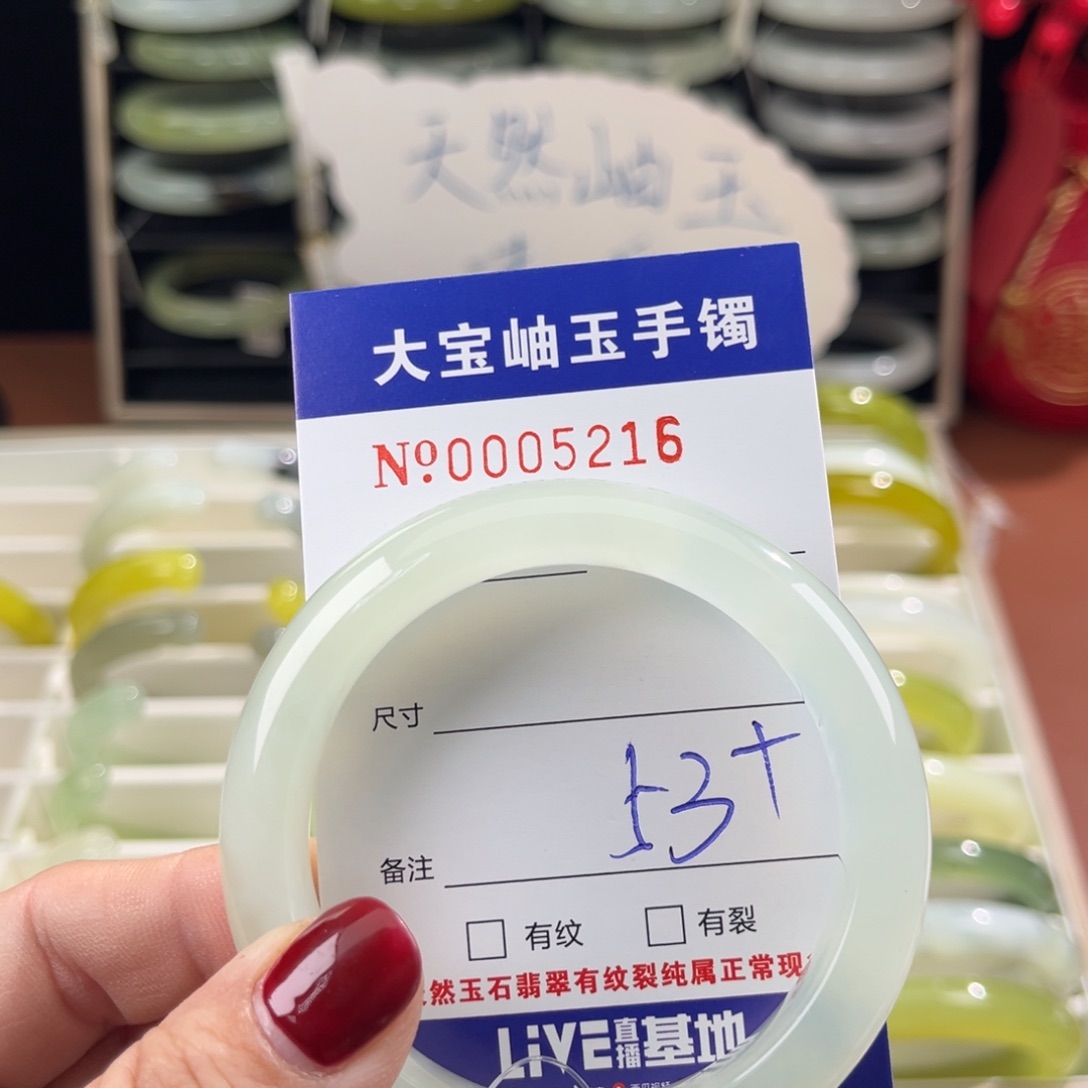 天然岫玉
大宝岫玉手镯
Nº0005216
尺寸
53+
备注
有纹 有裂
然玉石翡翠有纹裂纯属正常现
LiVE直播基地